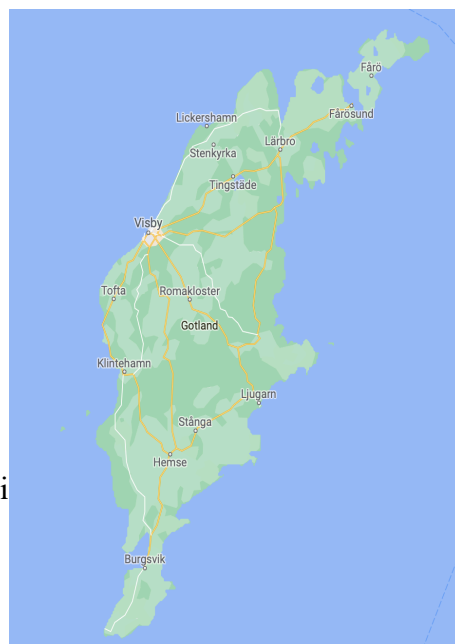 Fårö
Fårösund
Lickershamn
Lärbro
Stenkyrka
Tingstäde
Visby
Tofta
Romakloster
Gotland
Klintehamn
Ljugarn
Stånga
Hemse
i
Burgsvik